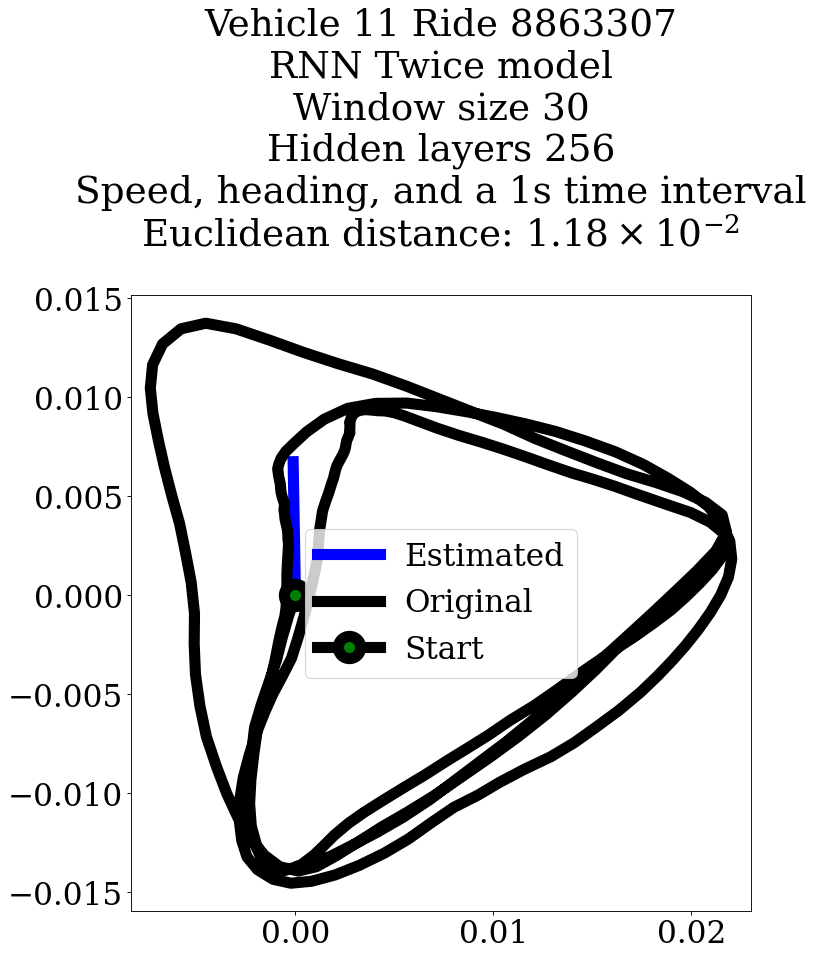 Vehicle 11 Ride 8863307
RNN Twice model
Window size 30
Hidden layers 256
Speed, heading, and a 1s time interval
Euclidean distance: 1.18 × 10⁻²
0.015
0.010
0.005
0.000
−0.005
−0.010
−0.015
Estimated
Original
Start
0.00 0.01 0.02